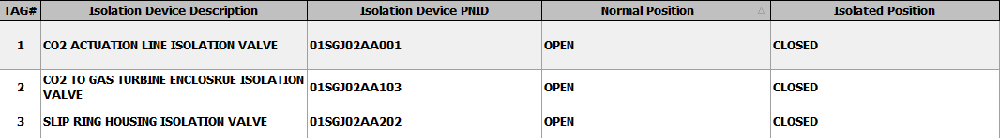 TAG# Isolation Device Description Isolation Device PNID Normal Position Isolated Position
1 CO2 ACTUATION LINE ISOLATION VALVE 01SGJ02AA001 OPEN CLOSED
2 CO2 TO GAS TURBINE ENCLOSRUE ISOLATION VALVE 01SGJ02AA103 OPEN CLOSED
3 SLIP RING HOUSING ISOLATION VALVE 01SGJ02AA202 OPEN CLOSED